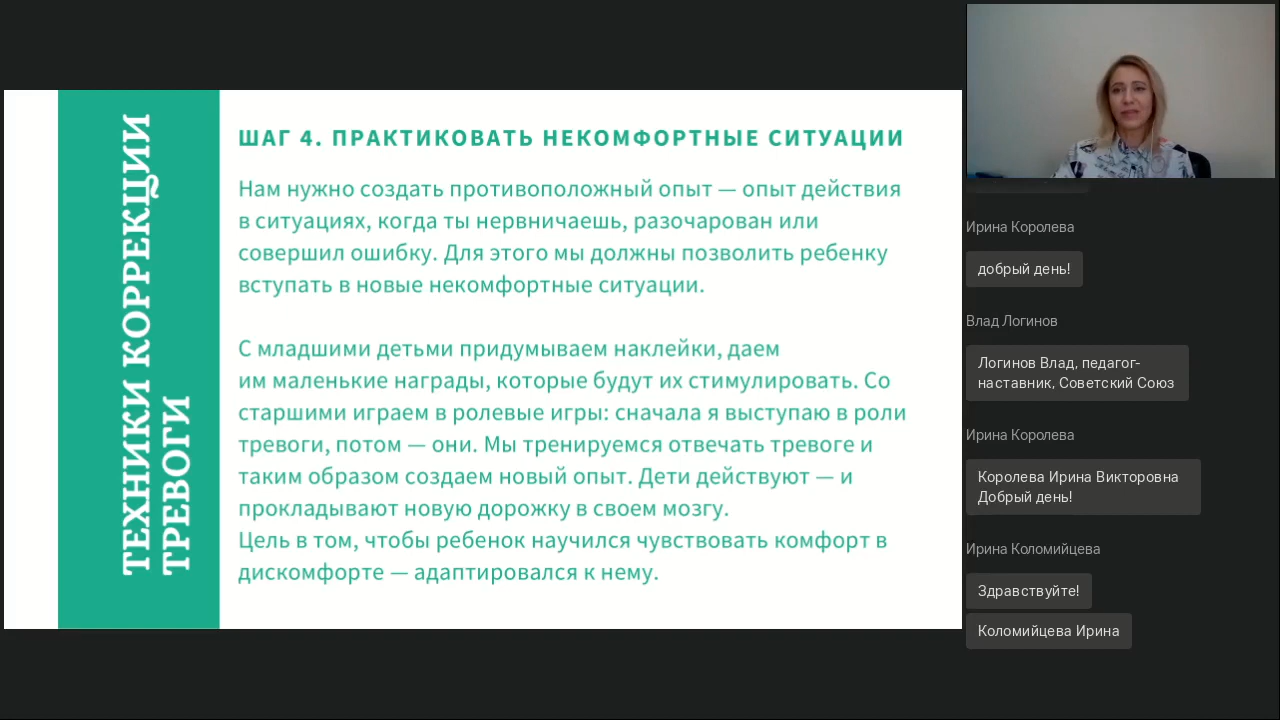 ТЕХНИКИ КОРРЕКЦИИ
ТРЕВОГИ
ШАГ 4. ПРАКТИКОВАТЬ НЕКОМФОРТНЫЕ СИТУАЦИИ
Нам нужно создать противоположный опыт — опыт действия
в ситуациях, когда ты нервничаешь, разочарован или
совершил ошибку. Для этого мы должны позволить ребенку
вступать в новые некомфортные ситуации.
С младшими детьми придумываем наклейки, даем
им маленькие награды, которые будут их стимулировать. Со
старшими играем в ролевые игры: сначала я выступаю в роли
тревоги, потом — они. Мы тренируемся отвечать тревоге и
таким образом создаем новый опыт. Дети действуют — и
прокладывают новую дорожку в своем мозгу.
Цель в том, чтобы ребенок научился чувствовать комфорт в
дискомфорте — адаптировался к нему.
Ирина Королева
добрый день!
Влад Логинов
Логинов Влад, педагог-
наставник, Советский Союз
Ирина Королева
Королева Ирина Викторовна
Добрый день!
Ирина Коломийцева
Здравствуйте!
Коломийцева Ирина